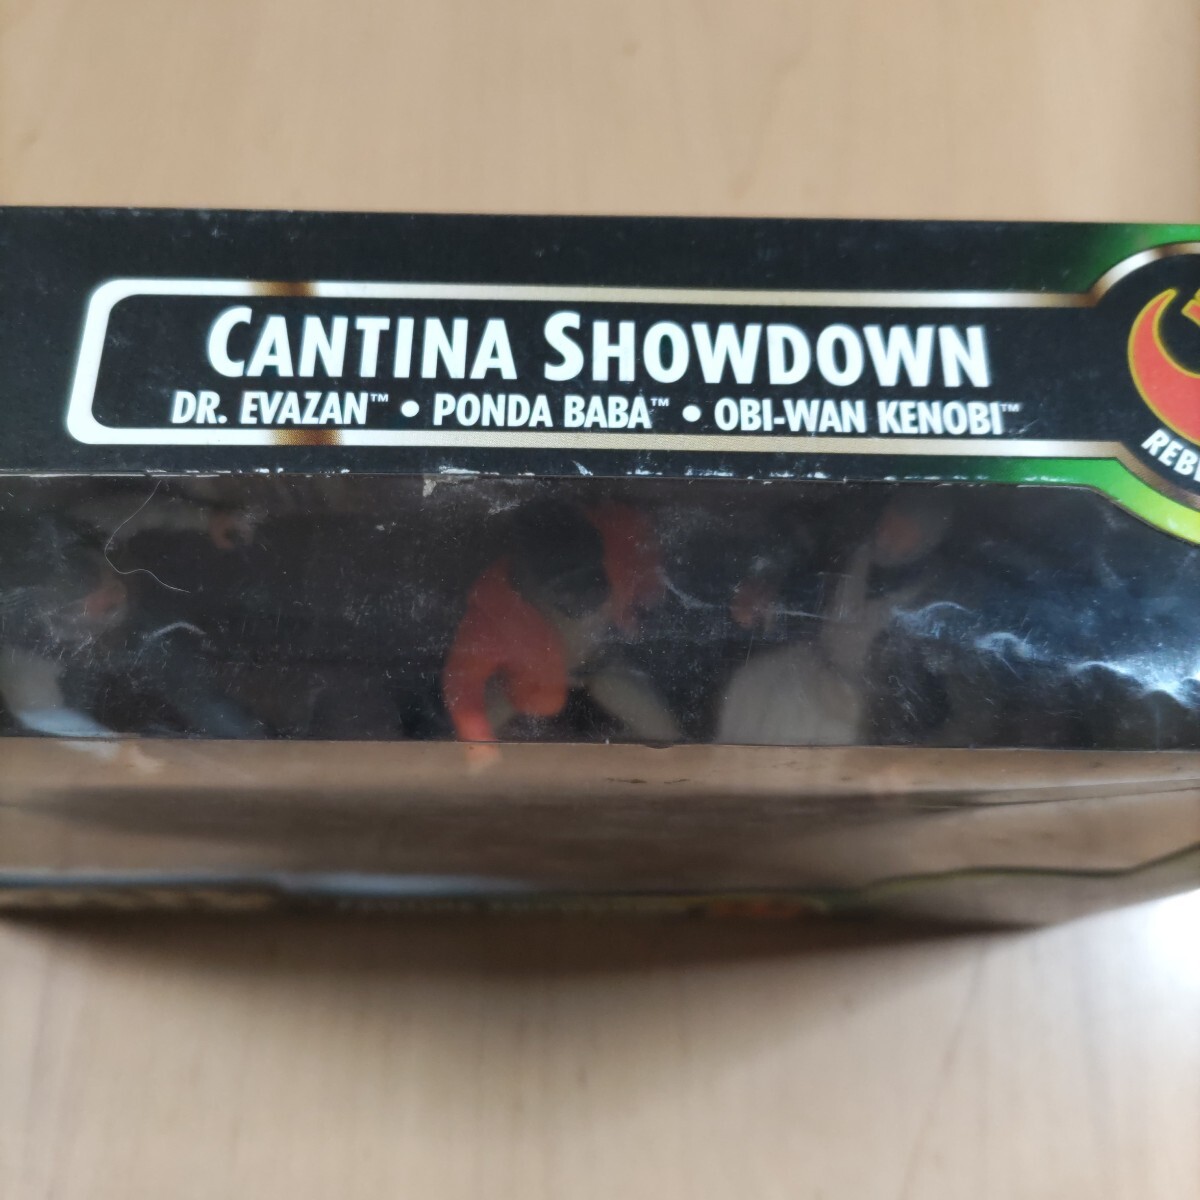 CANTINA SHOWDOWN
DR. EVAZAN™ • PONDA BABA™ • OBI-WAN KENOBI™